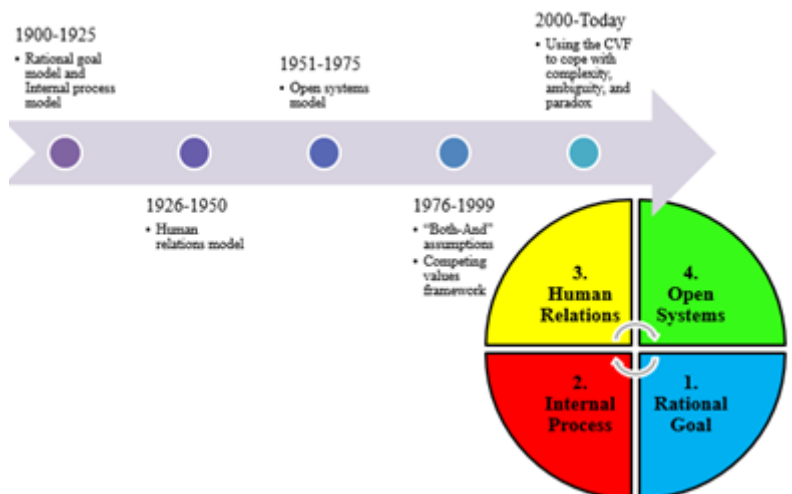 1900-1925
• Rational goal
model and
Internal process
model
1926-1950
• Human
relations model
1951-1975
• Open systems
model
1976-1999
• "Both-And"
assumptions
• Competing
values
framework
2000-Today
• Using the CVF
to cope with
complexity,
ambiguity, and
paradox
3.
Human
Relations
4.
Open
Systems
2.
Internal
Process
1.
Rational
Goal